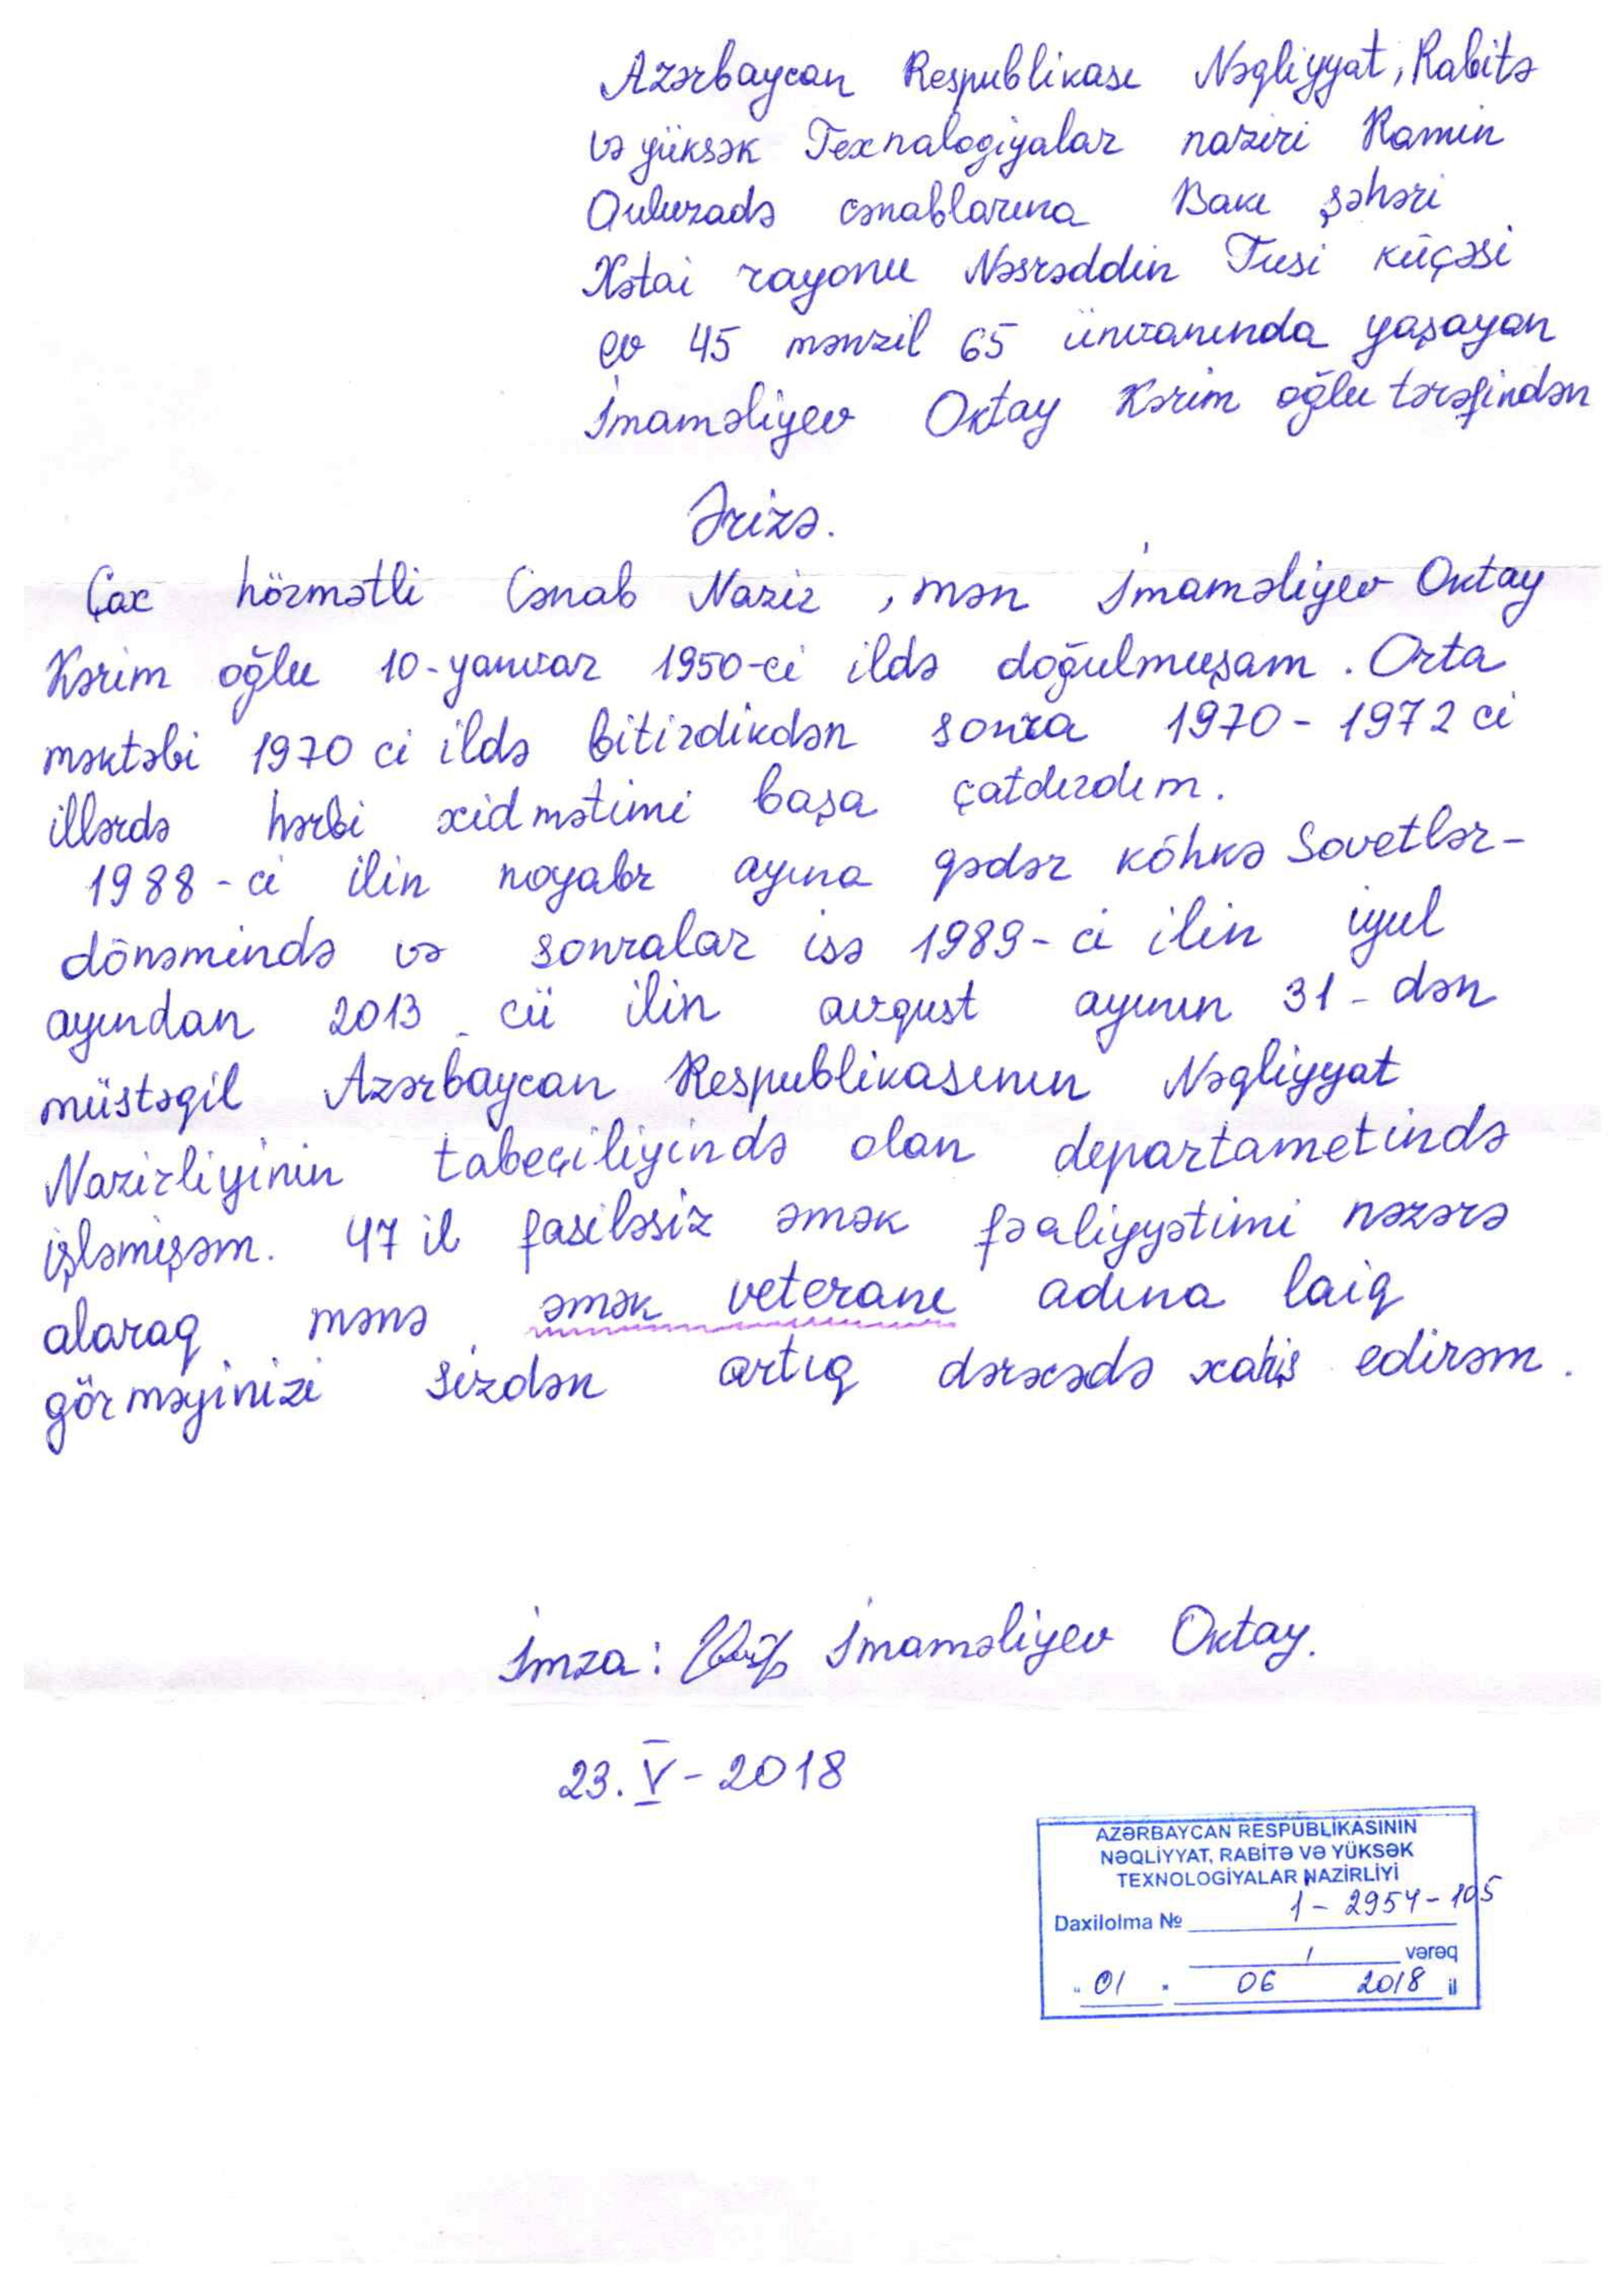 Azərbaycan Respublikası Nəqliyyat, Rabitə
və yüksək Texnalogiyalar naziri Ramin
Quluzadə cənablarına Bakı şəhəri
Xətai rayonu Nəsrəddin Tusi küçəsi
ev 45 mənzil 65 ünvanında yaşayan
İmaməliyev Oktay Kərim oğlu tərəfindən
Ərizə.
Çox hörmətli Cənab Nazir, mən İmaməliyev Oktay
Kərim oğlu 10-yanvar 1950-ci ildə doğulmuşam. Orta
məktəbi 1970 ci ildə bitirdikdən sonra 1970-1972 ci
illərdə hərbi xidmətimi başa çatdırdım.
1988-ci ilin noyabr ayına qədər köhnə Sovetlər-
dönəmində və sonralar isə 1989-ci ilin iyul
ayından 2013-cü ilin avqust ayının 31-dən
müstəqil Azərbaycan Respublikasının Nəqliyyat
Nazirliyinin tabeçiliyində olan departametində
işləmişəm. 47 il fasiləsiz əmək fəaliyyətimi nəzərə
alaraq mənə əmək veteranı adına laiq
görməyinizi sizdən artıq dərəcədə xahiş edirəm.
İmza: İmaməliyev Oktay.
23.V-2018
AZƏRBAYCAN RESPUBLİKASININ
NƏQLİYYAT, RABİTƏ VƏ YÜKSƏK
TEXNOLOGİYALAR NAZİRLİYİ
Daxilolma № 1-2954-105
1 vərəq
"01" 06 2018 il